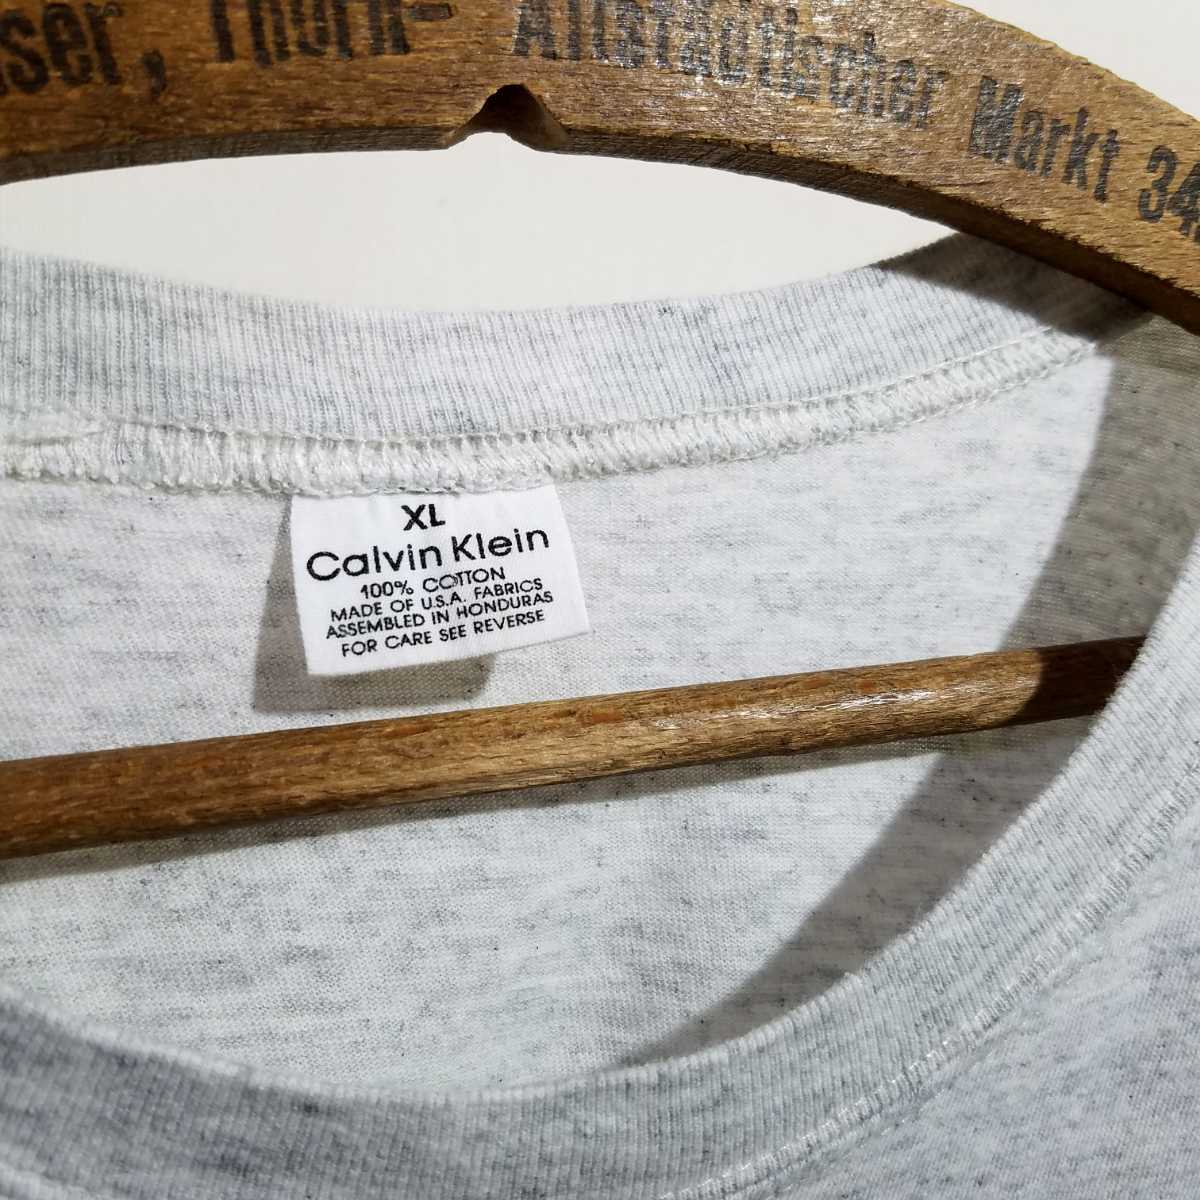 Thorn- Altstädtischer Markt 34
XL
Calvin Klein
100% COTTON
MADE OF U.S.A. FABRICS
ASSEMBLED IN HONDURAS
FOR CARE SEE REVERSE